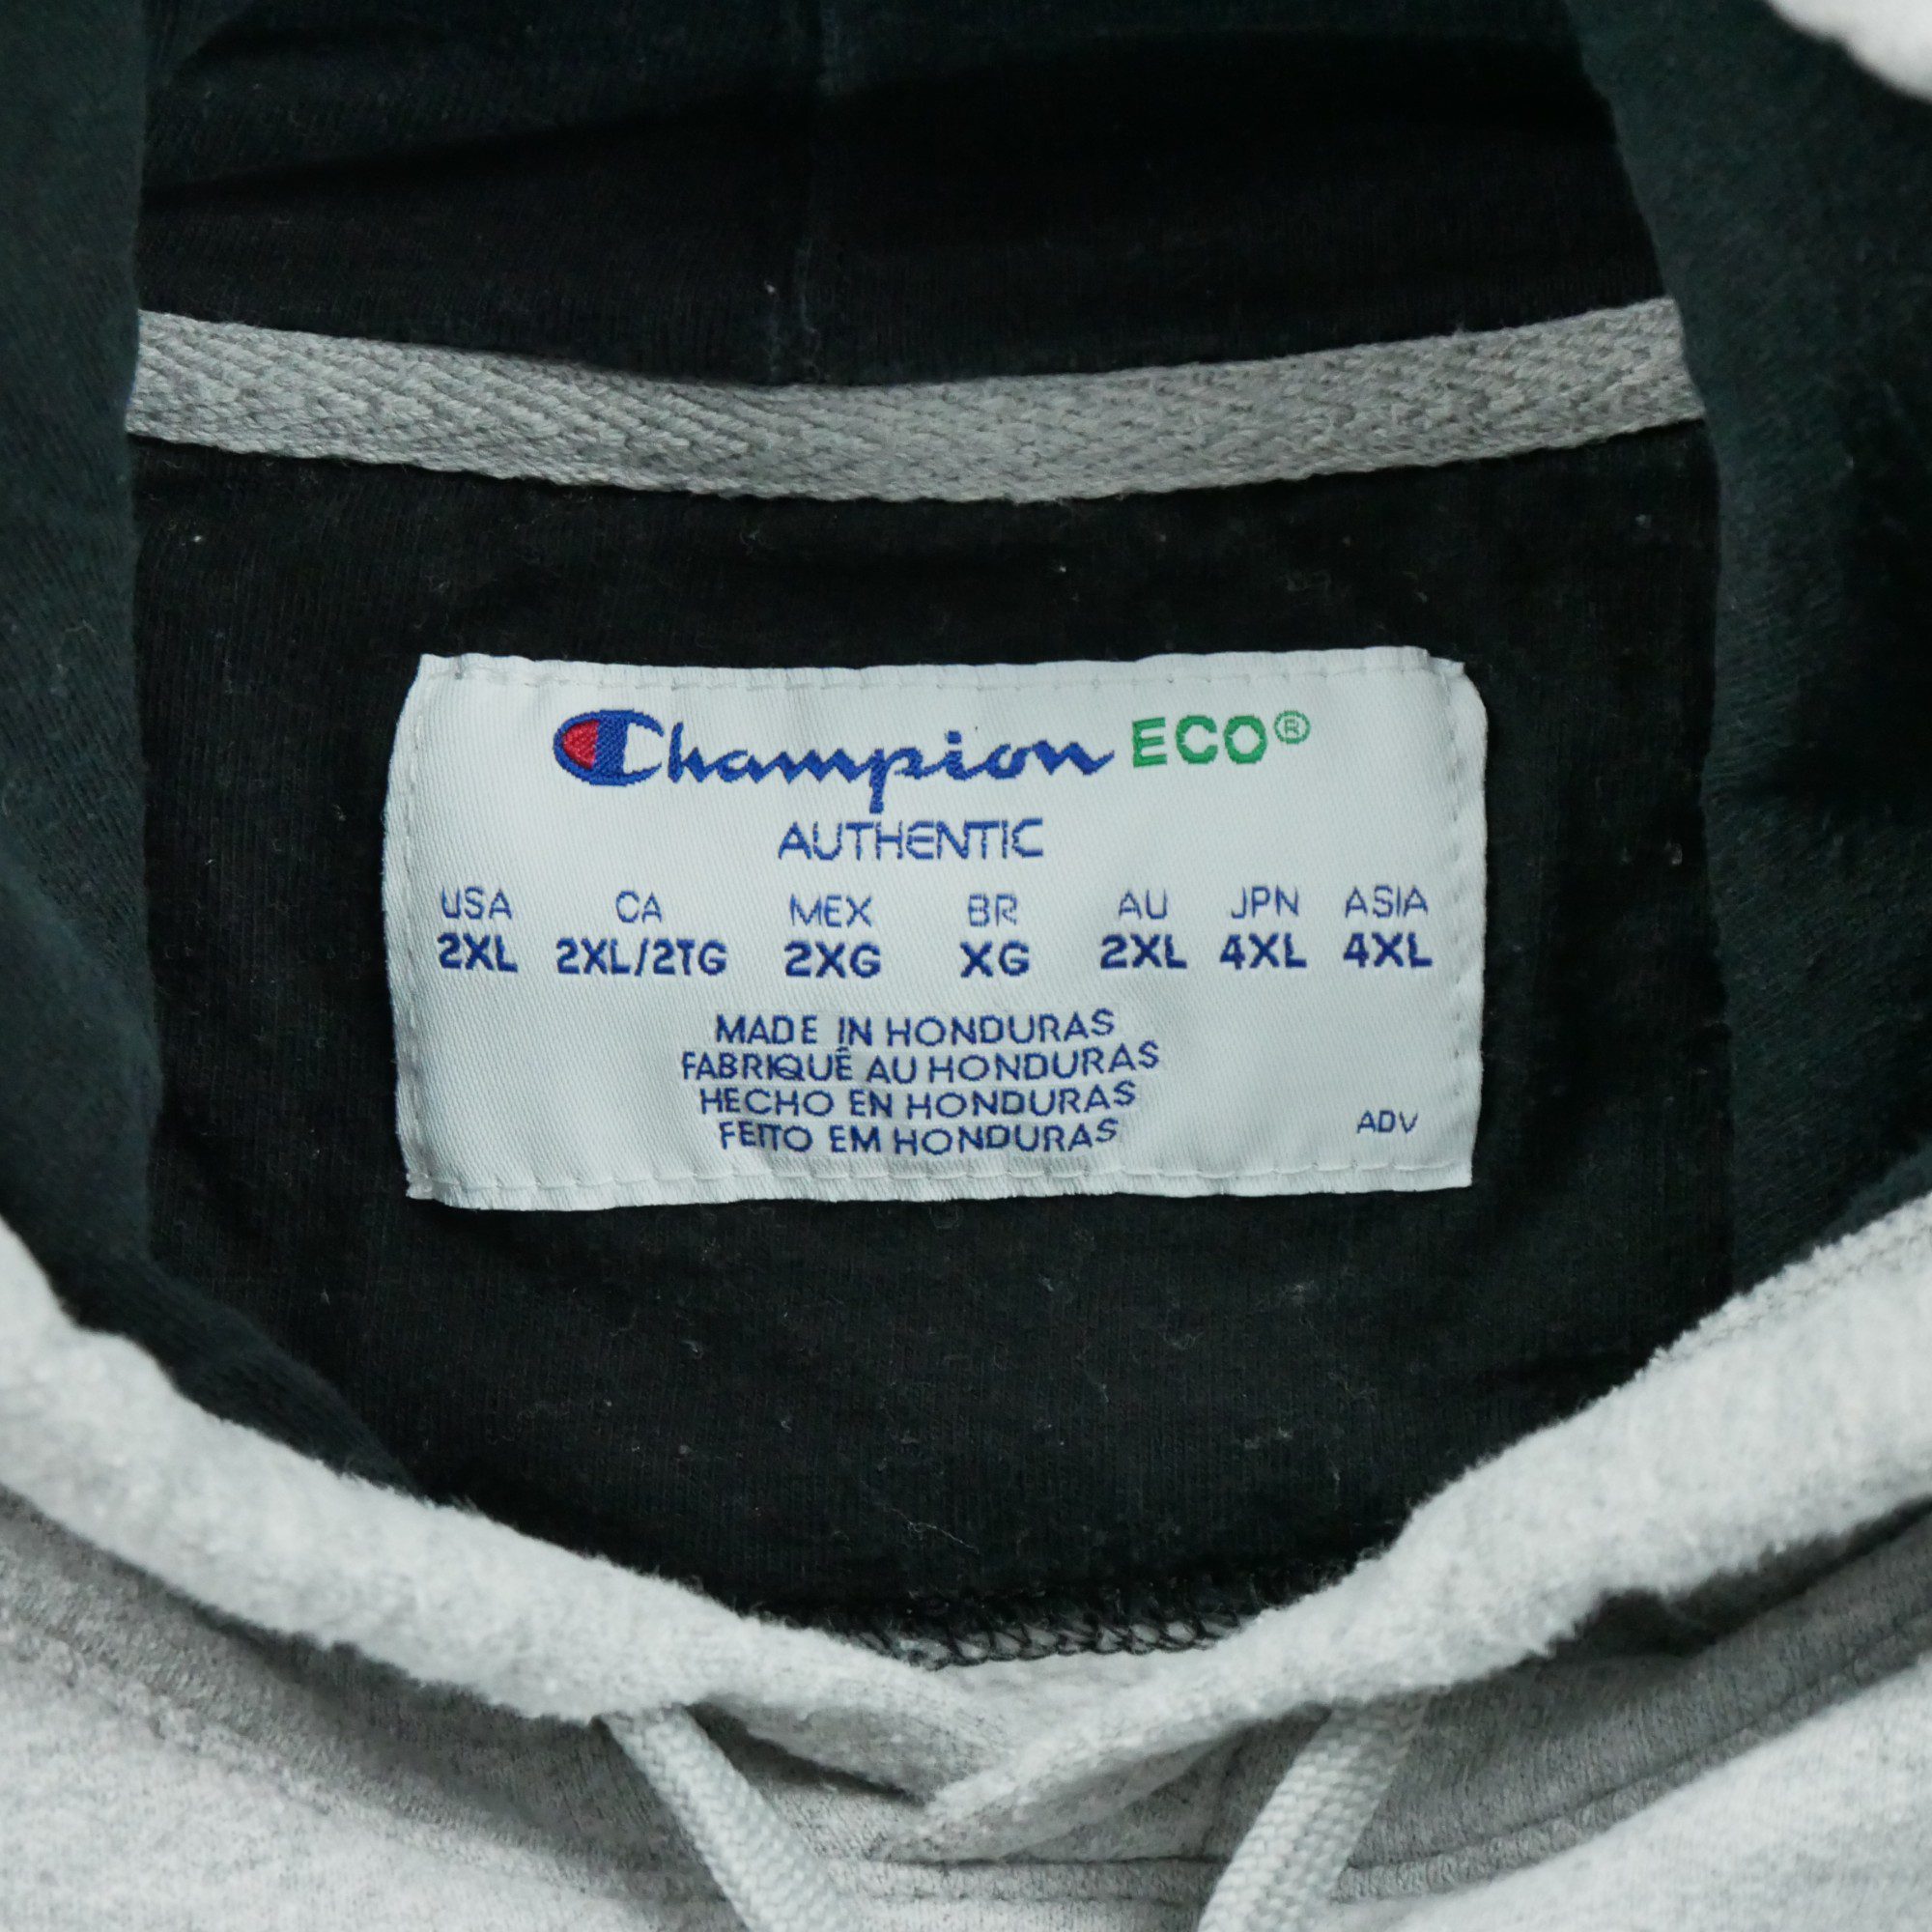 Champion ECO®
AUTHENTIC
USA CA MEX BR AU JPN ASIA
2XL 2XL/2TG 2XG XG 2XL 4XL 4XL
MADE IN HONDURAS
FABRIQUÊ AU HONDURAS
HECHO EN HONDURAS
FEITO EM HONDURAS
ADV